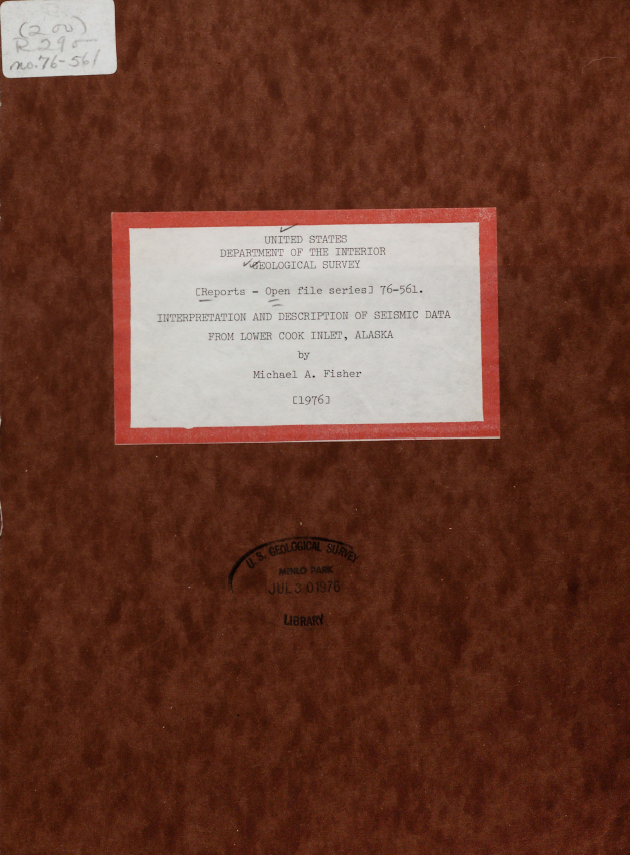 (200)
R290
no.76-561
UNITED STATES
DEPARTMENT OF THE INTERIOR
GEOLOGICAL SURVEY
[Reports - Open file series] 76-561.
INTERPRETATION AND DESCRIPTION OF SEISMIC DATA
FROM LOWER COOK INLET, ALASKA
by
Michael A. Fisher
[1976]
U. S. GEOLOGICAL SURVEY
MENLO PARK
JUL 30 1976
LIBRARY